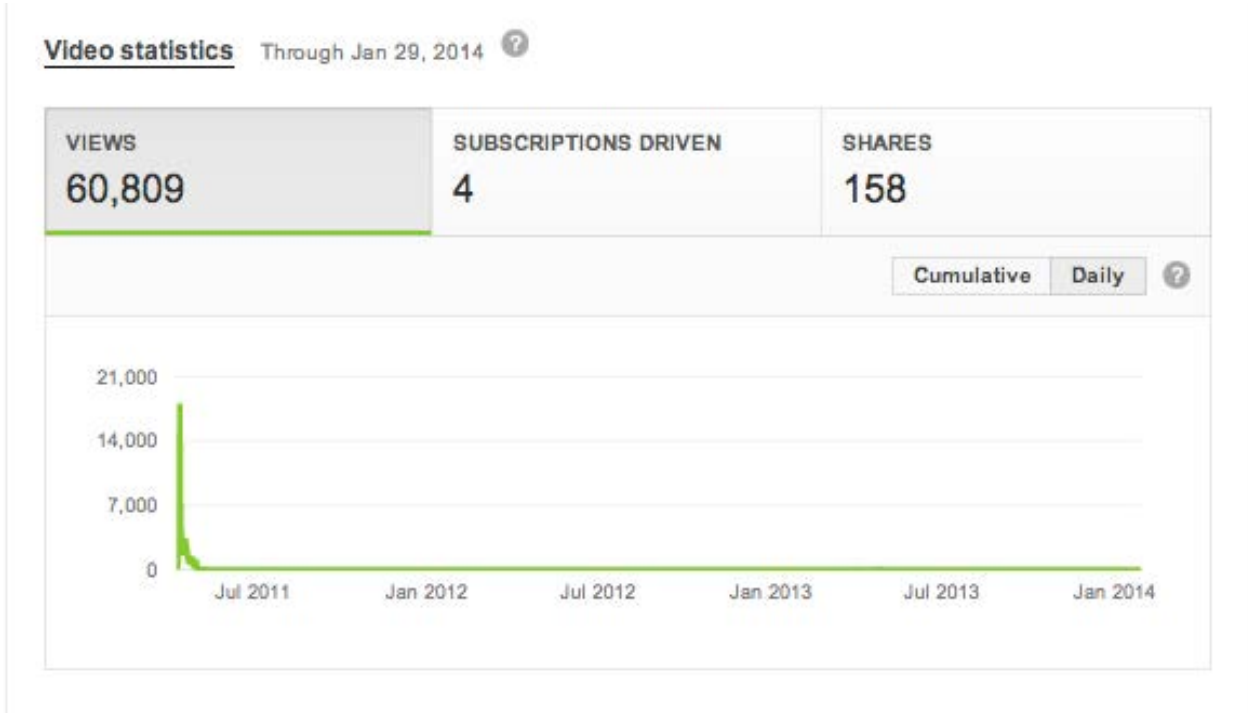 Video statistics Through Jan 29, 2014 ?
VIEWS SUBSCRIPTIONS DRIVEN SHARES
60,809 4 158
Cumulative Daily ?
21,000
14,000
7,000
0
Jul 2011 Jan 2012 Jul 2012 Jan 2013 Jul 2013 Jan 2014